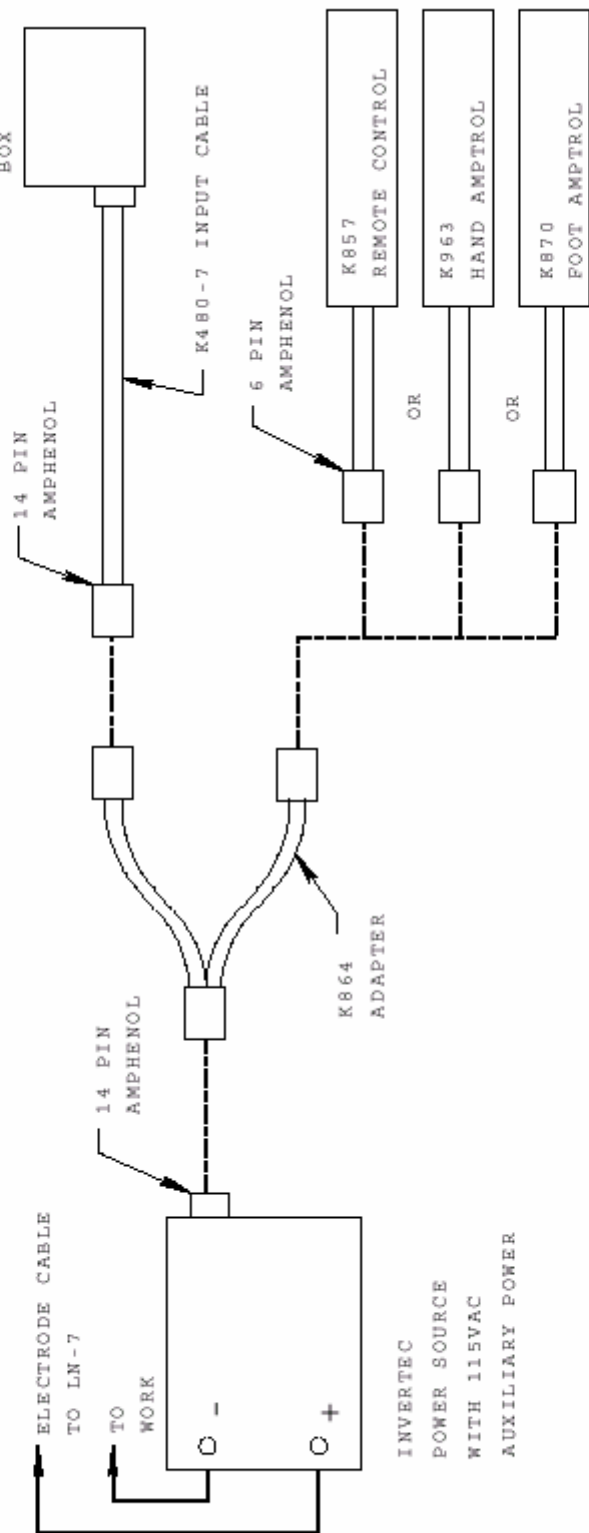 ELECTRODE CABLE
TO LN-7
TO
WORK
-
+
INVERTEC
POWER SOURCE
WITH 115VAC
AUXILIARY POWER
14 PIN
AMPHENOL
K864
ADAPTER
14 PIN
AMPHENOL
K480-7 INPUT CABLE
BOX
6 PIN
AMPHENOL
K857
REMOTE CONTROL
OR
K963
HAND AMPTROL
OR
K870
FOOT AMPTROL